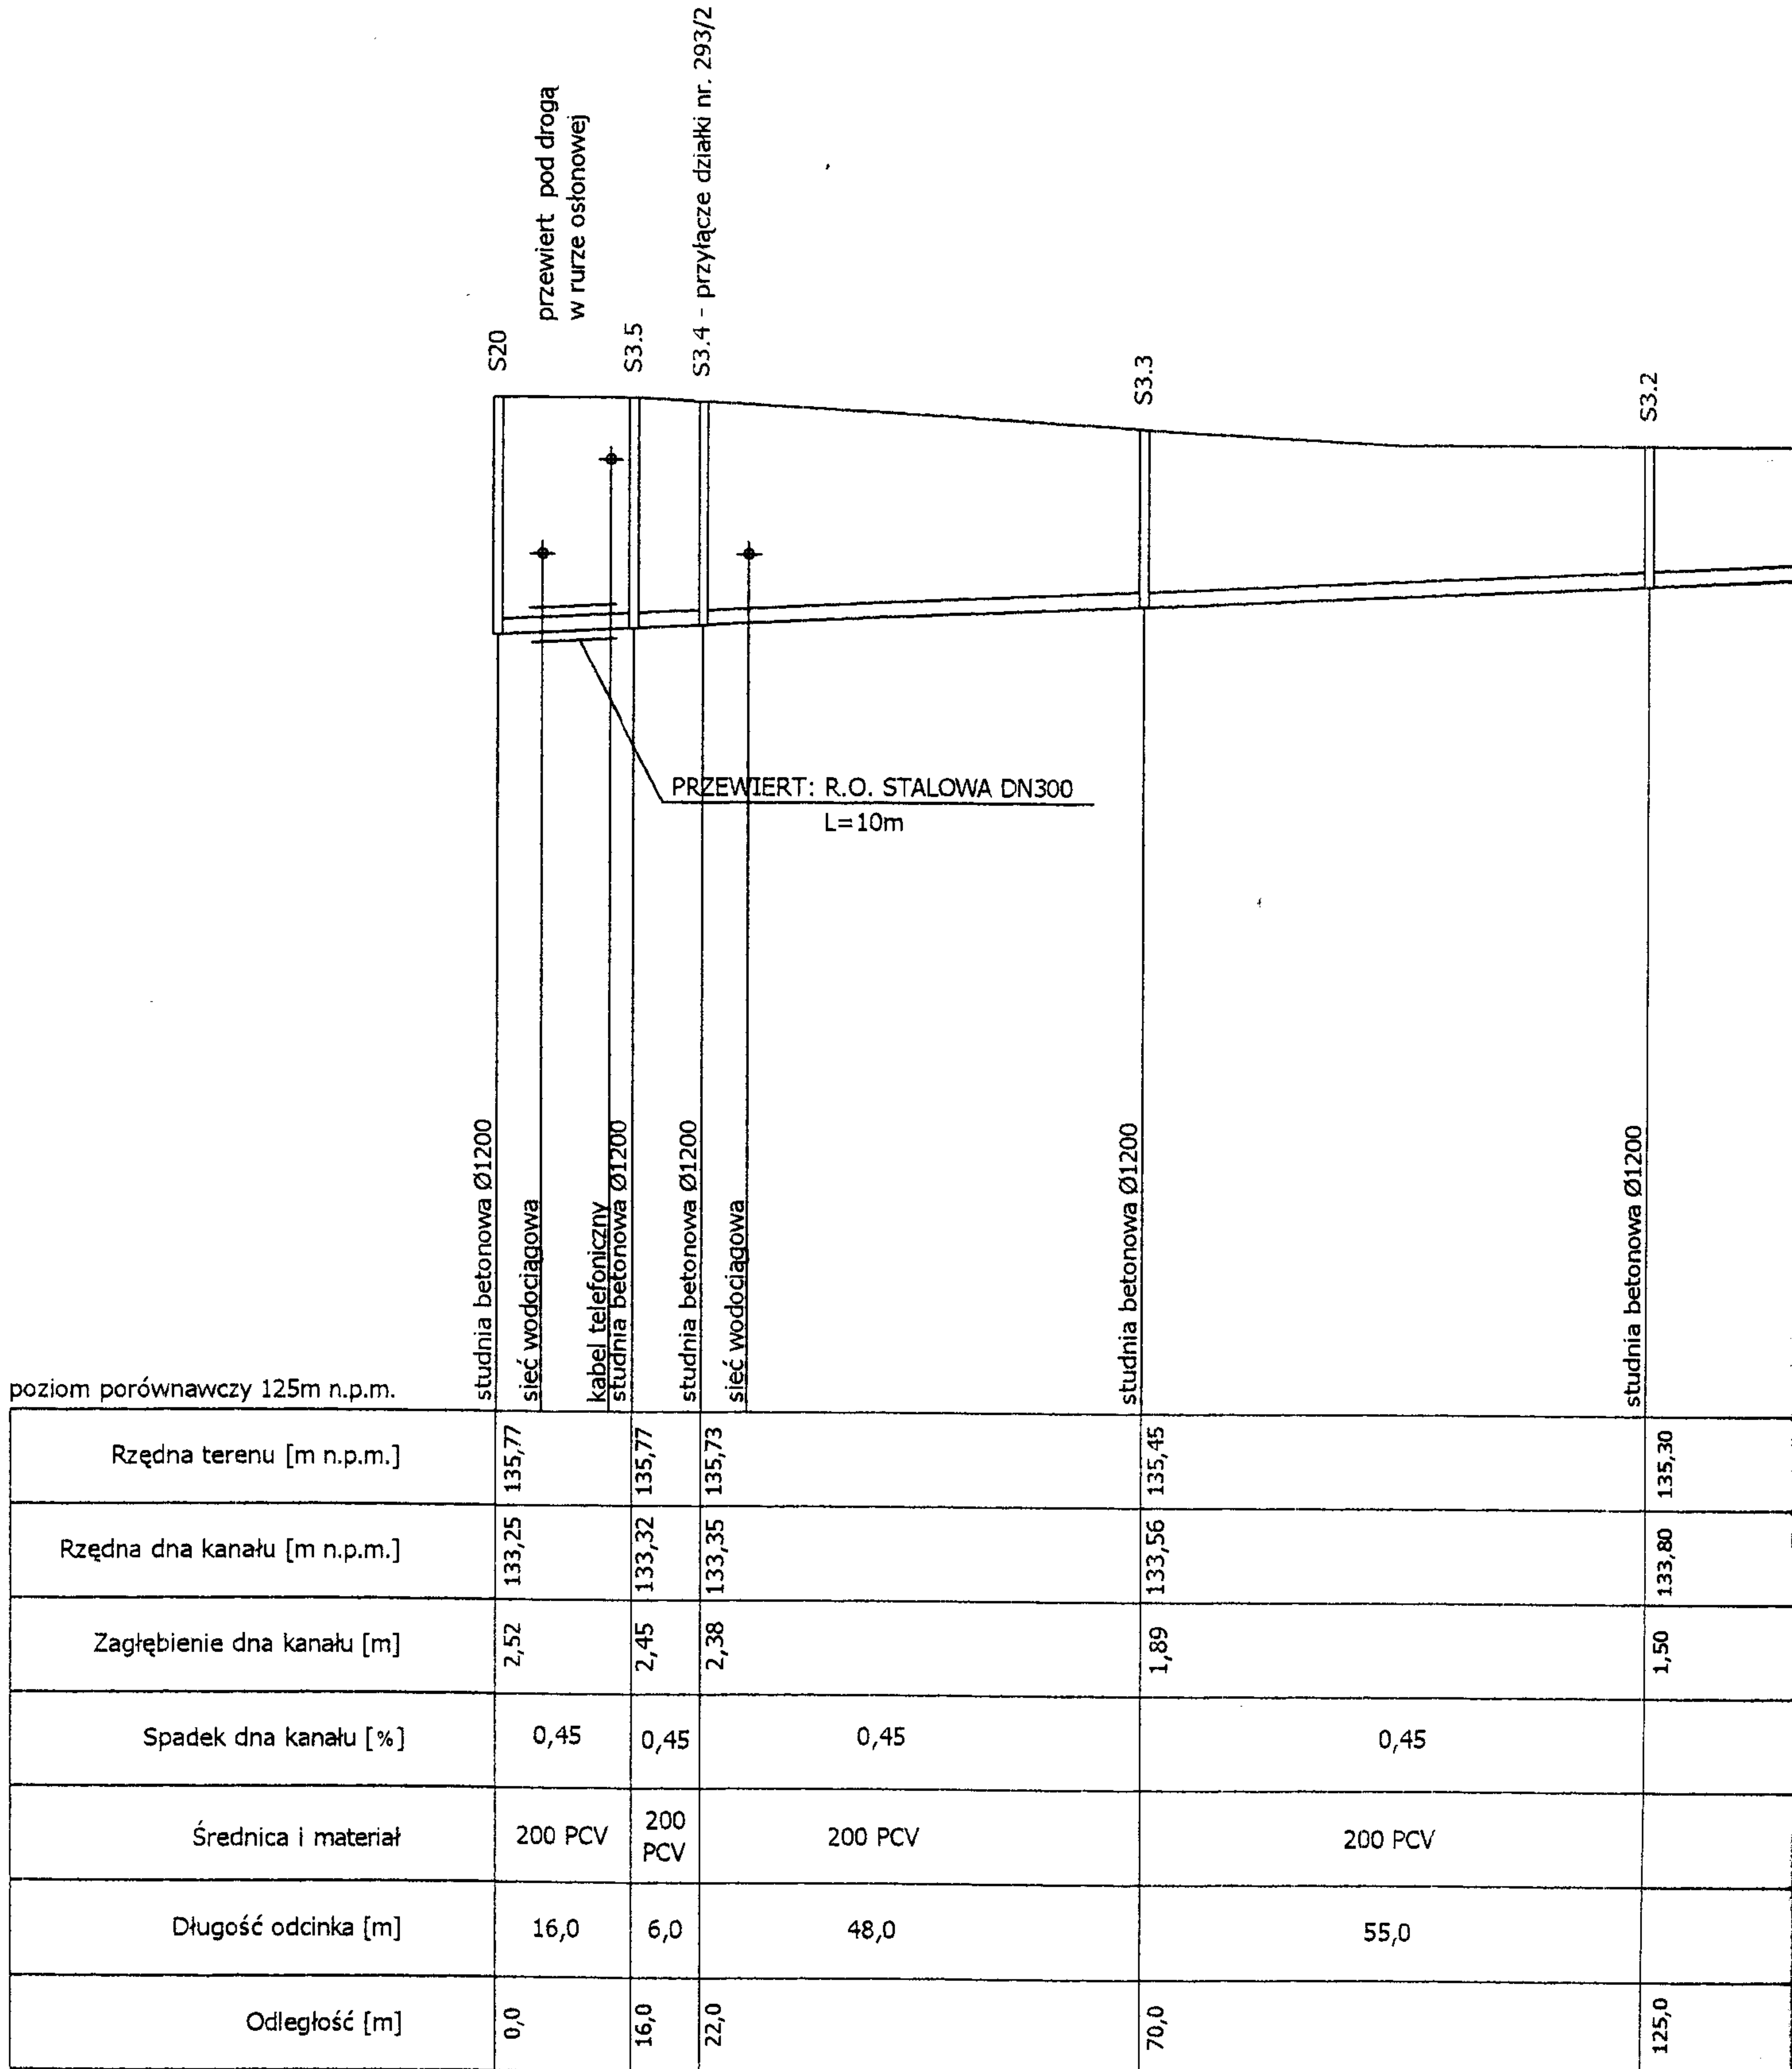 przewiert pod drogą
w rurze osłonowej
S20
S3.5
S3.4 - przyłącze działki nr. 293/2
S3.3
S3.2
PRZEWIERT: R.O. STALOWA DN300
L=10m
studnia betonowa Ø1200
sieć wodociągowa
kabel telefoniczny
studnia betonowa Ø1200
studnia betonowa Ø1200
sieć wodociągowa
studnia betonowa Ø1200
studnia betonowa Ø1200
poziom porównawczy 125m n.p.m.
Rzędna terenu [m n.p.m.] 135,77 135,77 135,73 135,45 135,30
Rzędna dna kanału [m n.p.m.] 133,25 133,32 133,35 133,56 133,80
Zagłębienie dna kanału [m] 2,52 2,45 2,38 1,89 1,50
Spadek dna kanału [%] 0,45 0,45 0,45 0,45
Średnica i materiał 200 PCV 200 PCV 200 PCV 200 PCV
Długość odcinka [m] 16,0 6,0 48,0 55,0
Odległość [m] 0,0 16,0 22,0 70,0 125,0